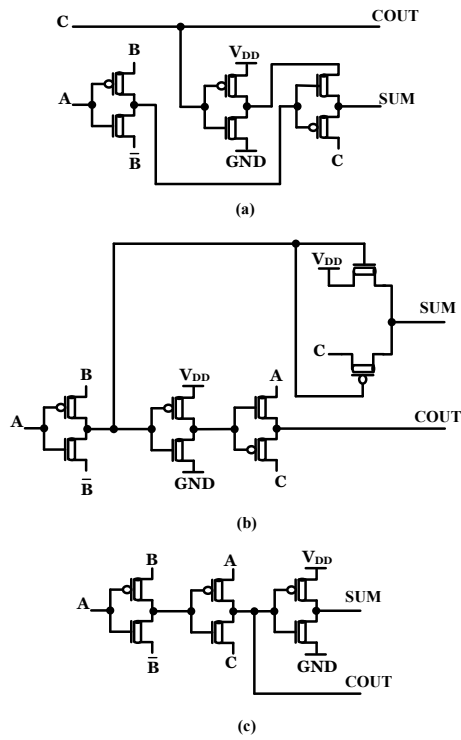 C COUT
B V_DD
A SUM
B̅ GND C
(a)
V_DD
SUM
C
B V_DD A
A COUT
B̅ GND C
(b)
B A V_DD
A SUM
B̅ C GND
COUT
(c)